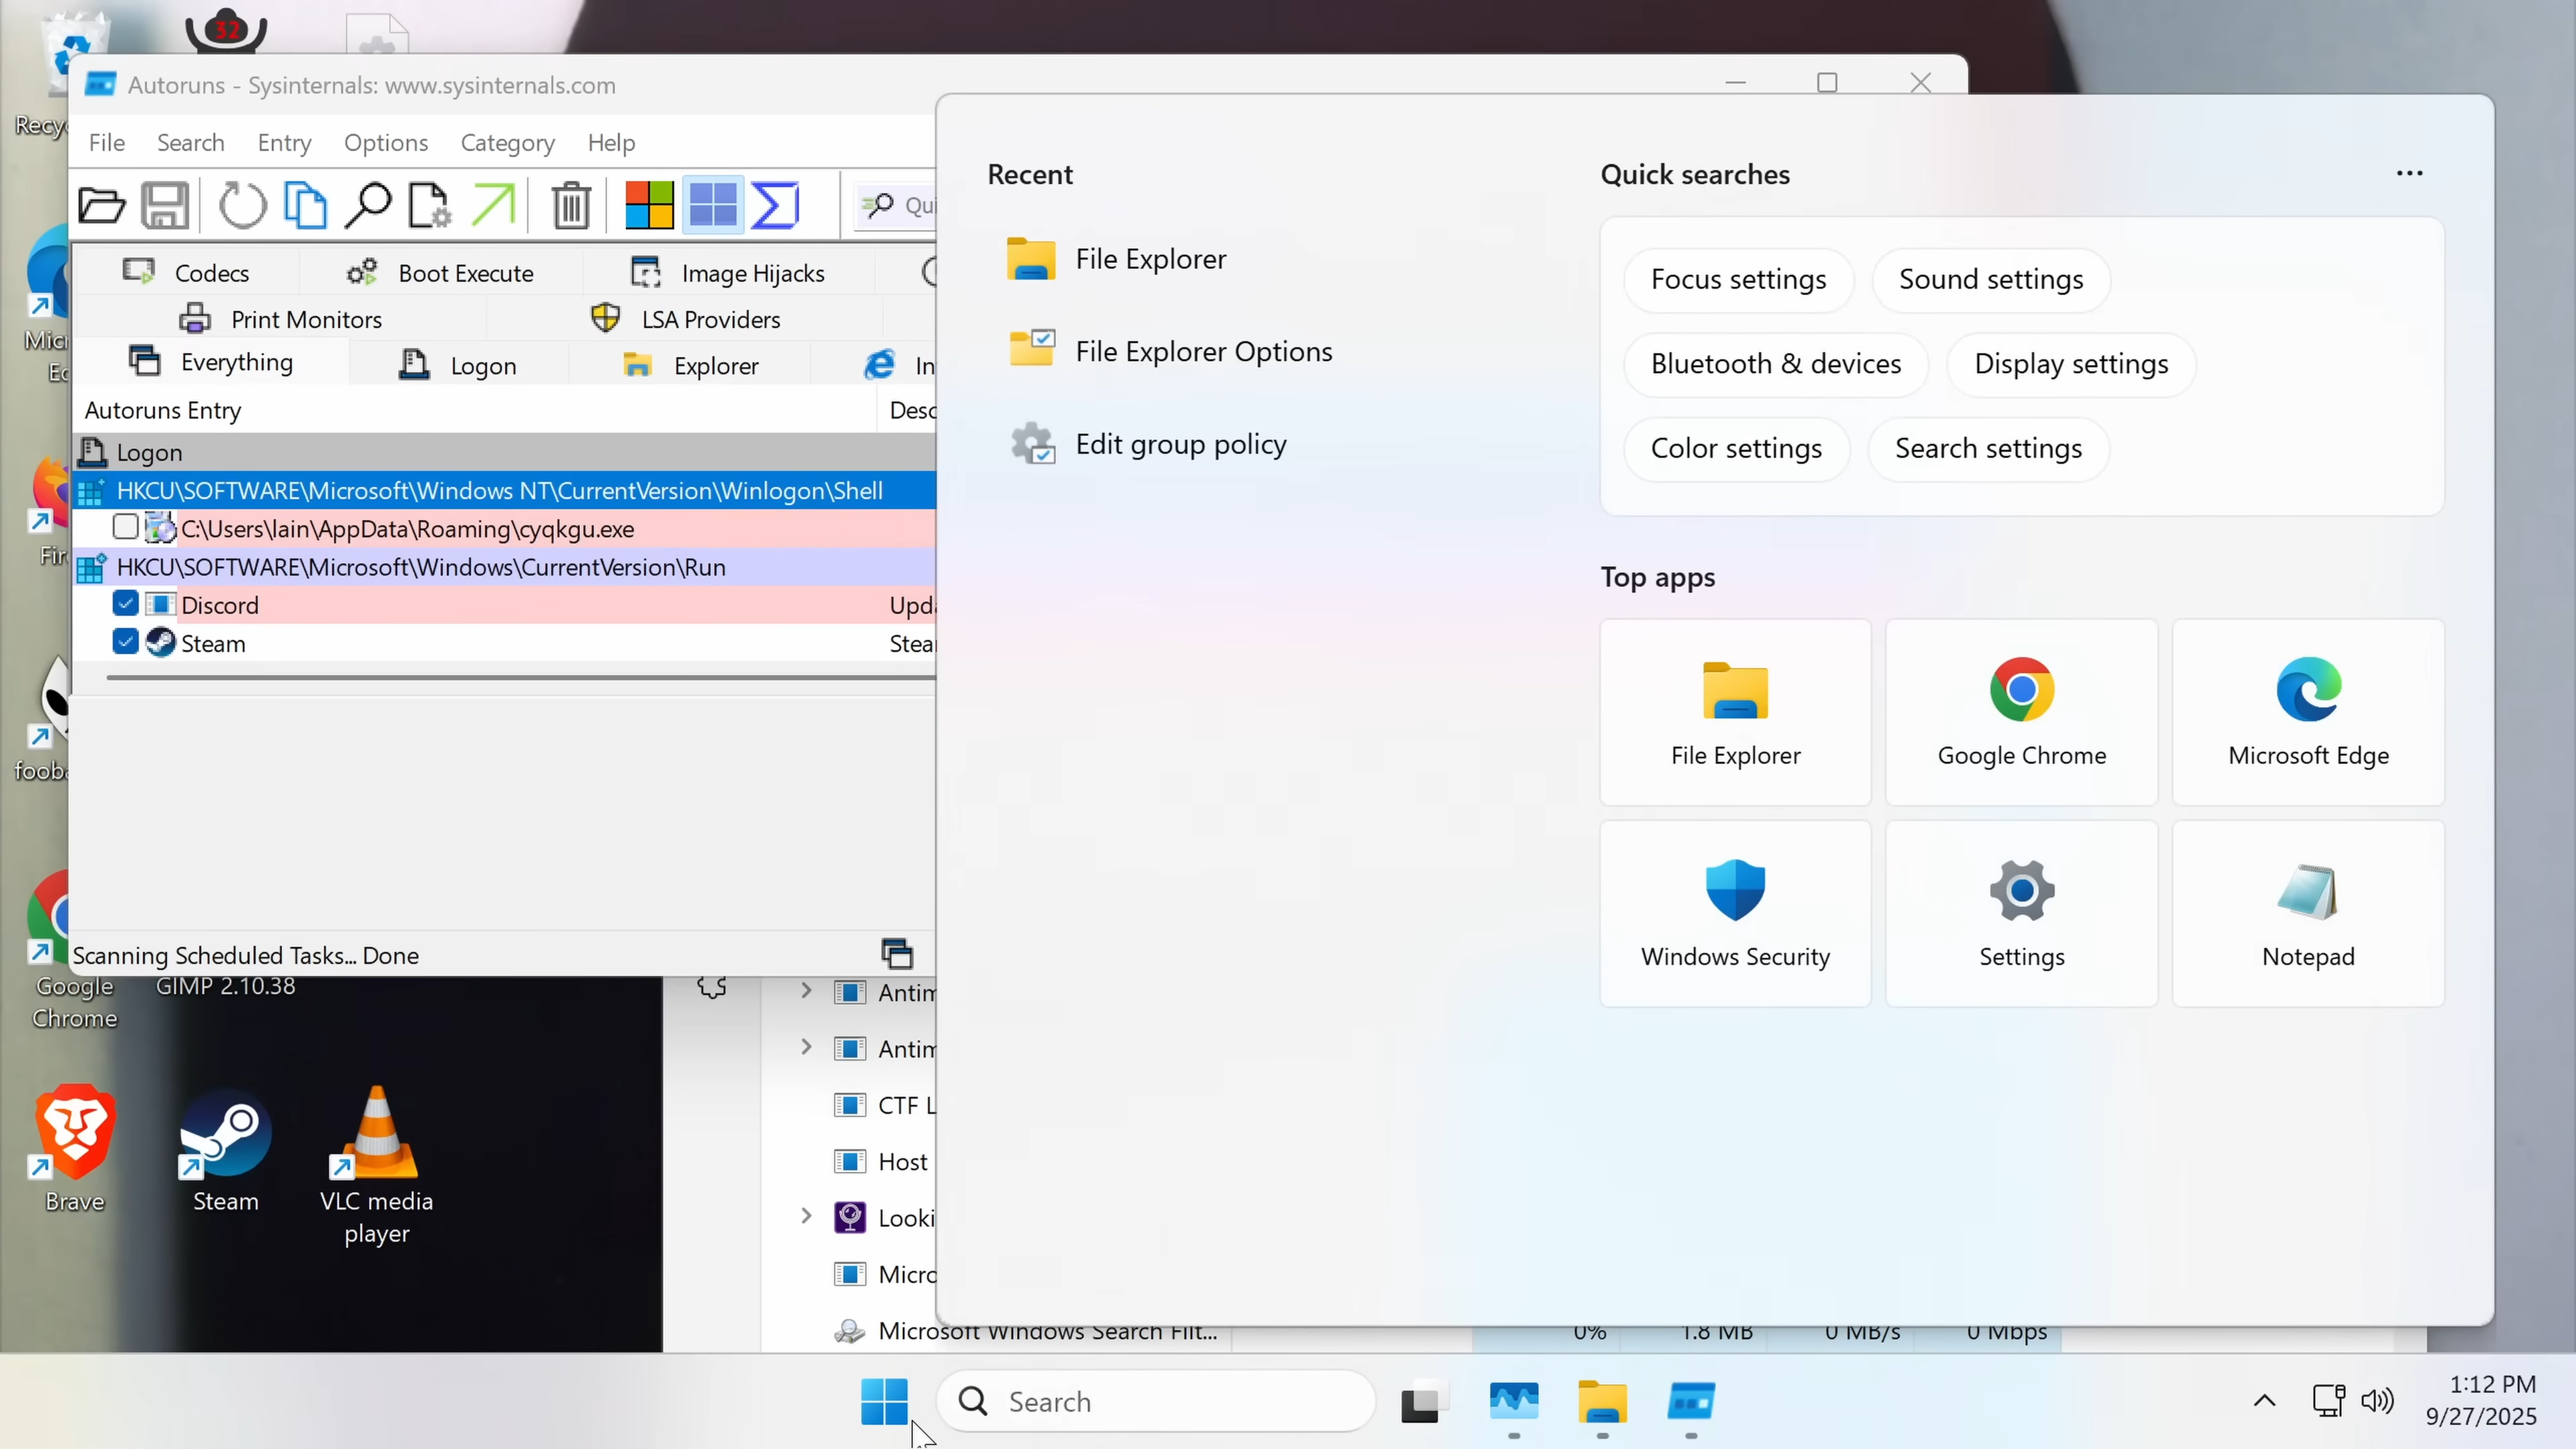 32
Autoruns - Sysinternals: www.sysinternals.com
File Search Entry Options Category Help
Codecs Boot Execute Image Hijacks
Print Monitors LSA Providers
Everything Logon Explorer
Autoruns Entry
Logon
HKCU\SOFTWARE\Microsoft\Windows NT\CurrentVersion\Winlogon\Shell
C:\Users\lain\AppData\Roaming\cyqkgu.exe
HKCU\SOFTWARE\Microsoft\Windows\CurrentVersion\Run
Discord
Steam
Scanning Scheduled Tasks... Done
Recent
File Explorer
File Explorer Options
Edit group policy
Quick searches
Focus settings Sound settings
Bluetooth & devices Display settings
Color settings Search settings
Top apps
File Explorer Google Chrome Microsoft Edge
Windows Security Settings Notepad
Google
Chrome
GIMP 2.10.38
Brave
Steam
VLC media
player
CTF L
Host
Microsoft Windows Search Filt... 0% 1.8 MB 0 MB/s 0 Mbps
Search
1:12 PM
9/27/2025